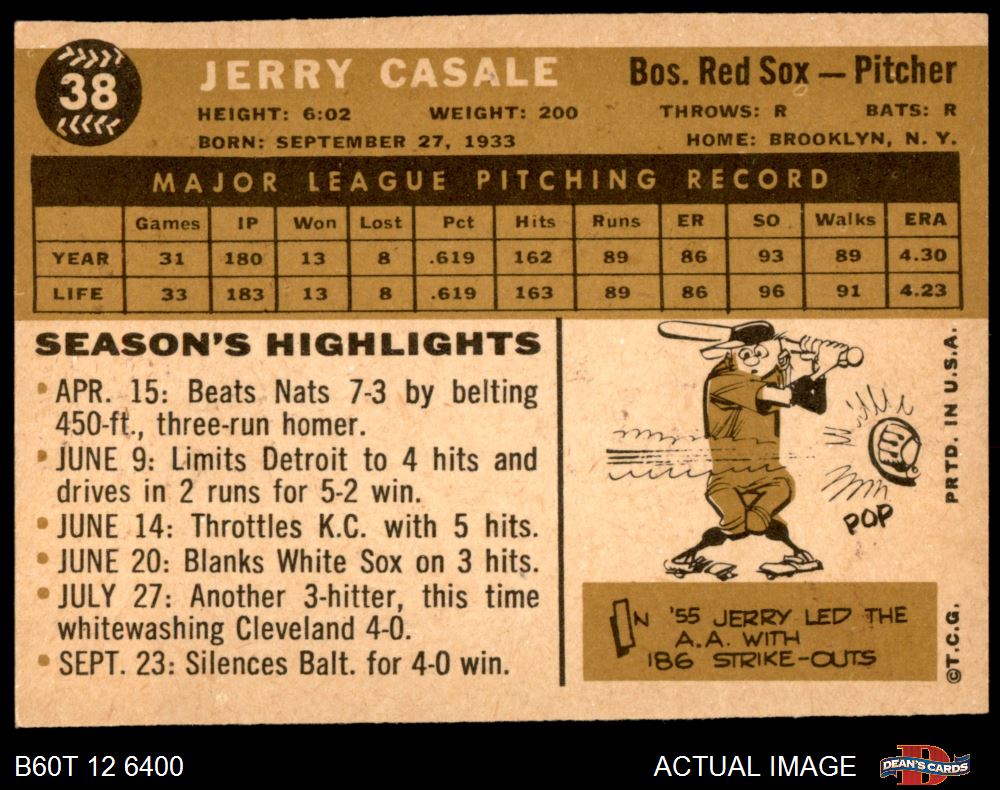 38
JERRY CASALE
Bos. Red Sox — Pitcher
HEIGHT: 6:02 WEIGHT: 200 THROWS: R BATS: R
BORN: SEPTEMBER 27, 1933 HOME: BROOKLYN, N. Y.
MAJOR LEAGUE PITCHING RECORD
Games IP Won Lost Pct Hits Runs ER SO Walks ERA
YEAR 31 180 13 8 .619 162 89 86 93 89 4.30
LIFE 33 183 13 8 .619 163 89 86 96 91 4.23
SEASON'S HIGHLIGHTS
• APR. 15: Beats Nats 7-3 by belting
450-ft., three-run homer.
• JUNE 9: Limits Detroit to 4 hits and
drives in 2 runs for 5-2 win.
• JUNE 14: Throttles K.C. with 5 hits.
• JUNE 20: Blanks White Sox on 3 hits.
• JULY 27: Another 3-hitter, this time
whitewashing Cleveland 4-0.
• SEPT. 23: Silences Balt. for 4-0 win.
POP
IN '55 JERRY LED THE
A.A. WITH
186 STRIKE-OUTS
©T.C.G. PRTD. IN U.S.A.
B60T 12 6400
ACTUAL IMAGE
D
DEAN'S CARDS